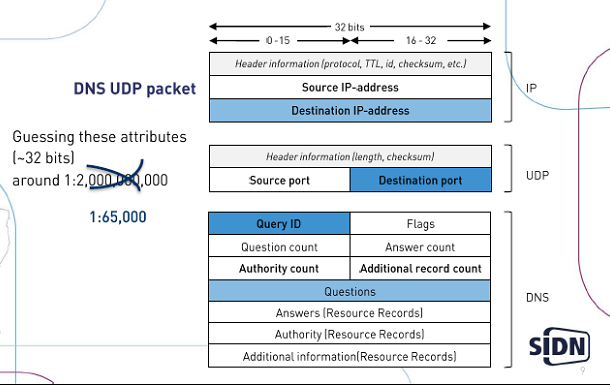 32 bits
0 -15
16 - 32
DNS UDP packet
Header information (protocol, TTL, id, checksum, etc.)
Source IP-address
Destination IP-address
IP
Guessing these attributes
(~32 bits)
around 1:2,000,000,000
1:65,000
Header information (length, checksum)
Source port
Destination port
UDP
Query ID
Flags
Question count
Answer count
Authority count
Additional record count
Questions
Answers (Resource Records)
Authority (Resource Records)
Additional information(Resource Records)
DNS
SIDN
9